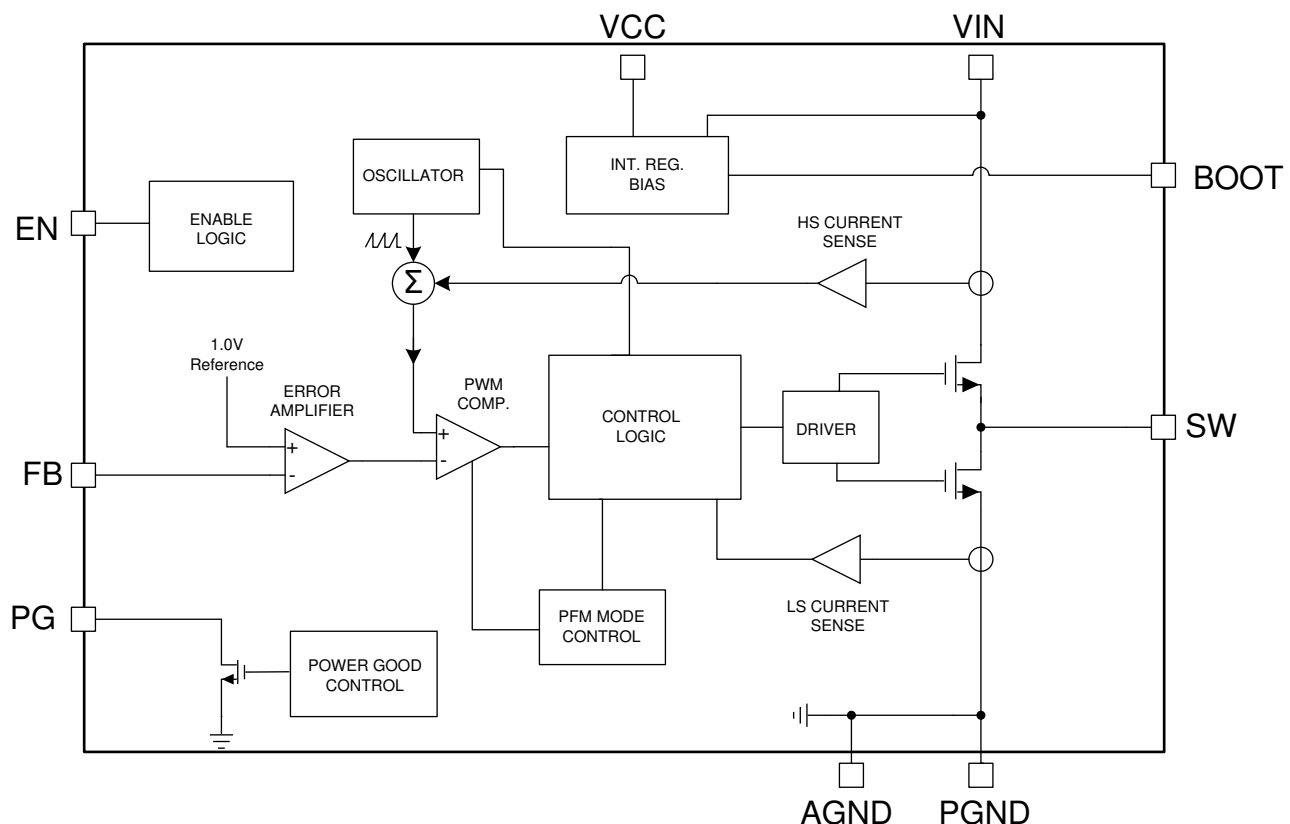 VCC
VIN
OSCILLATOR
INT. REG.
BIAS
BOOT
EN
ENABLE
LOGIC
HS CURRENT
SENSE
Σ
1.0V
Reference
ERROR
AMPLIFIER
PWM
COMP.
CONTROL
LOGIC
DRIVER
SW
+
-
+
-
FB
PG
PFM MODE
CONTROL
LS CURRENT
SENSE
POWER GOOD
CONTROL
AGND
PGND